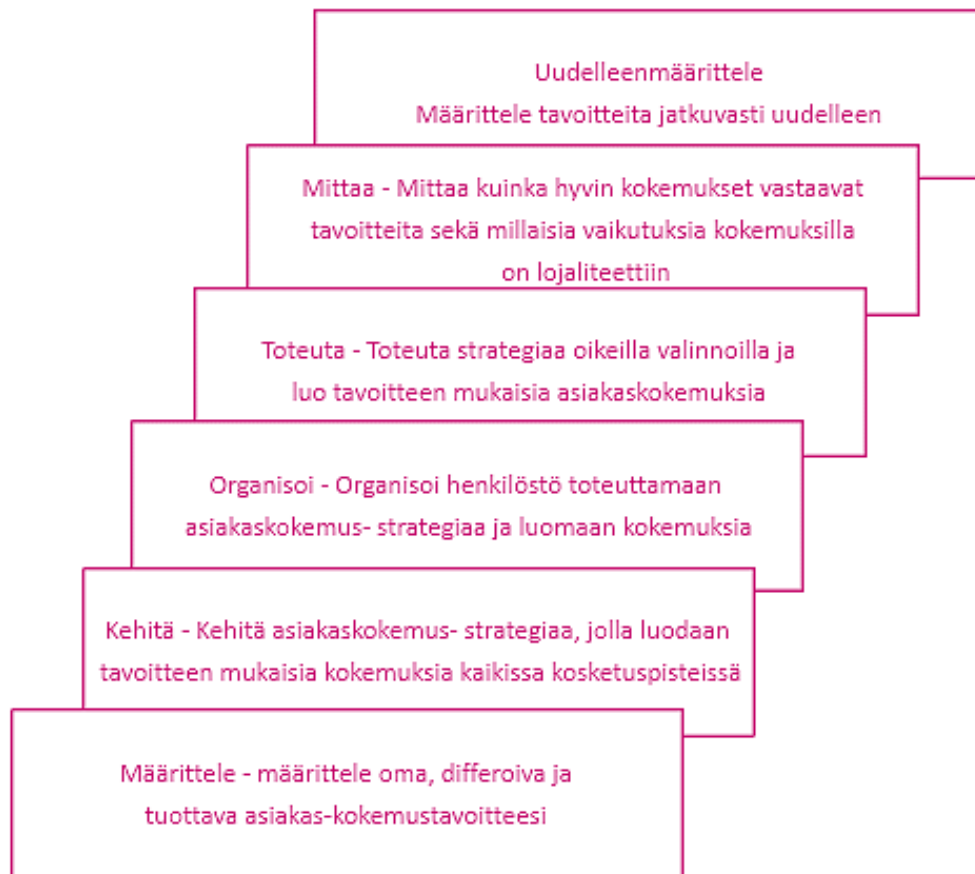 Uudelleenmäärittele
Määrittele tavoitteita jatkuvasti uudelleen
Mittaa - Mittaa kuinka hyvin kokemukset vastaavat
tavoitteita sekä millaisia vaikutuksia kokemuksilla
on lojaliteettiin
Toteuta - Toteuta strategiaa oikeilla valinnoilla ja
luo tavoitteen mukaisia asiakaskokemuksia
Organisoi - Organisoi henkilöstö toteuttamaan
asiakaskokemus- strategiaa ja luomaan kokemuksia
Kehitä - Kehitä asiakaskokemus- strategiaa, jolla luodaan
tavoitteen mukaisia kokemuksia kaikissa kosketuspisteissä
Määrittele - määrittele oma, differoiva ja
tuottava asiakas-kokemustavoitteesi